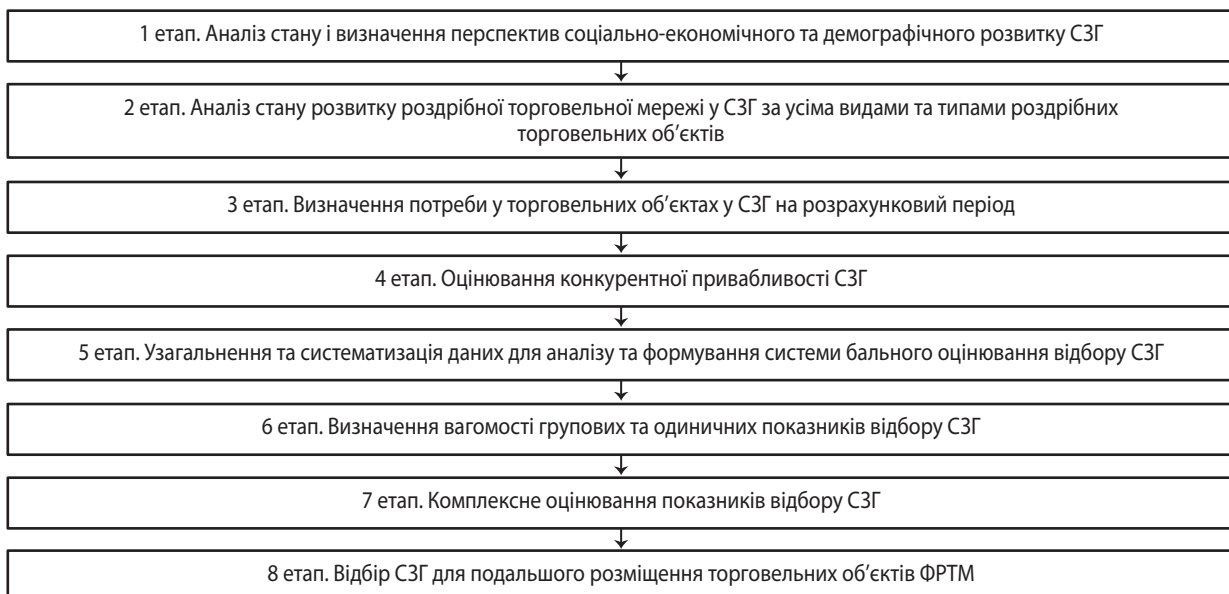 1 етап. Аналіз стану і визначення перспектив соціально-економічного та демографічного розвитку СЗГ
2 етап. Аналіз стану розвитку роздрібної торговельної мережі у СЗГ за усіма видами та типами роздрібних
торговельних об’єктів
3 етап. Визначення потреби у торговельних об’єктах у СЗГ на розрахунковий період
4 етап. Оцінювання конкурентної привабливості СЗГ
5 етап. Узагальнення та систематизація даних для аналізу та формування системи бального оцінювання відбору СЗГ
6 етап. Визначення вагомості групових та одиничних показників відбору СЗГ
7 етап. Комплексне оцінювання показників відбору СЗГ
8 етап. Відбір СЗГ для подальшого розміщення торговельних об’єктів ФРТМ